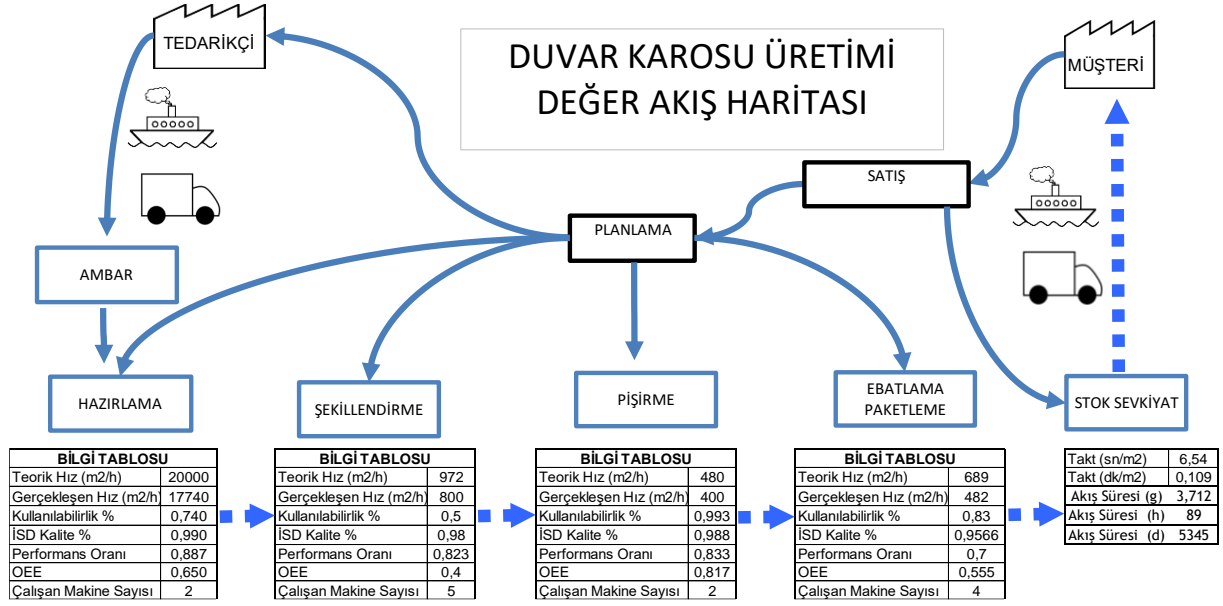 TEDARİKÇİ
DUVAR KAROSU ÜRETİMİ
DEĞER AKIŞ HARİTASI
MÜŞTERİ
SATIŞ
PLANLAMA
AMBAR
HAZIRLAMA
ŞEKİLLENDİRME
PİŞİRME
EBATLAMA
PAKETLEME
STOK SEVKİYAT
BİLGİ TABLOSU
Teorik Hız (m2/h) 20000
Gerçekleşen Hız (m2/h) 17740
Kullanılabilirlik % 0,740
İSD Kalite % 0,990
Performans Oranı 0,887
OEE 0,650
Çalışan Makine Sayısı 2
BİLGİ TABLOSU
Teorik Hız (m2/h) 972
Gerçekleşen Hız (m2/h) 800
Kullanılabilirlik % 0,5
İSD Kalite % 0,98
Performans Oranı 0,823
OEE 0,4
Çalışan Makine Sayısı 5
BİLGİ TABLOSU
Teorik Hız (m2/h) 480
Gerçekleşen Hız (m2/h) 400
Kullanılabilirlik % 0,993
İSD Kalite % 0,988
Performans Oranı 0,833
OEE 0,817
Çalışan Makine Sayısı 2
BİLGİ TABLOSU
Teorik Hız (m2/h) 689
Gerçekleşen Hız (m2/h) 482
Kullanılabilirlik % 0,83
İSD Kalite % 0,9566
Performans Oranı 0,7
OEE 0,555
Çalışan Makine Sayısı 4
Takt (sn/m2) 6,54
Takt (dk/m2) 0,109
Akış Süresi (g) 3,712
Akış Süresi (h) 89
Akış Süresi (d) 5345